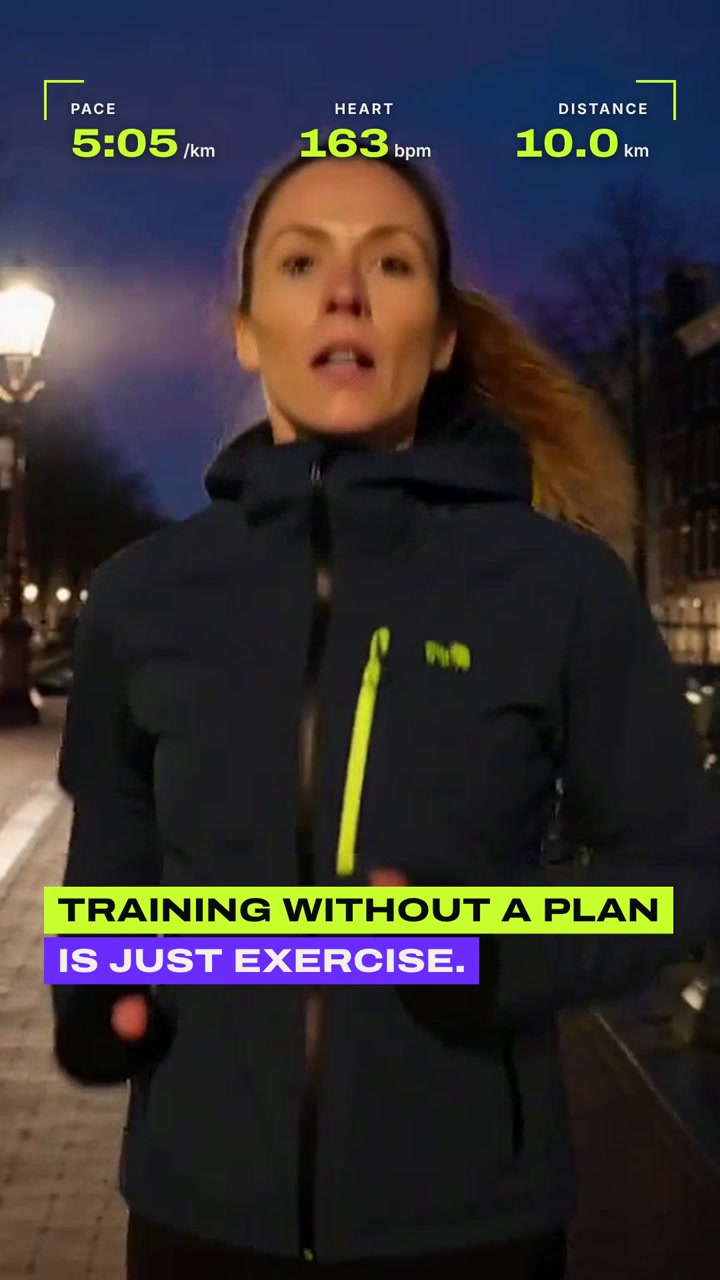 PACE HEART DISTANCE
5:05 /km 163 bpm 10.0 km
TRAINING WITHOUT A PLAN
IS JUST EXERCISE.